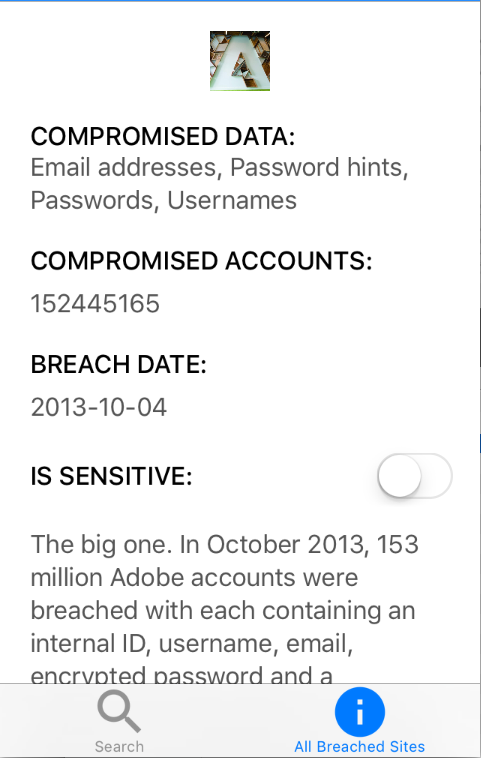 COMPROMISED DATA:
Email addresses, Password hints,
Passwords, Usernames
COMPROMISED ACCOUNTS:
152445165
BREACH DATE:
2013-10-04
IS SENSITIVE:
The big one. In October 2013, 153
million Adobe accounts were
breached with each containing an
internal ID, username, email,
encrypted password and a
Search
All Breached Sites